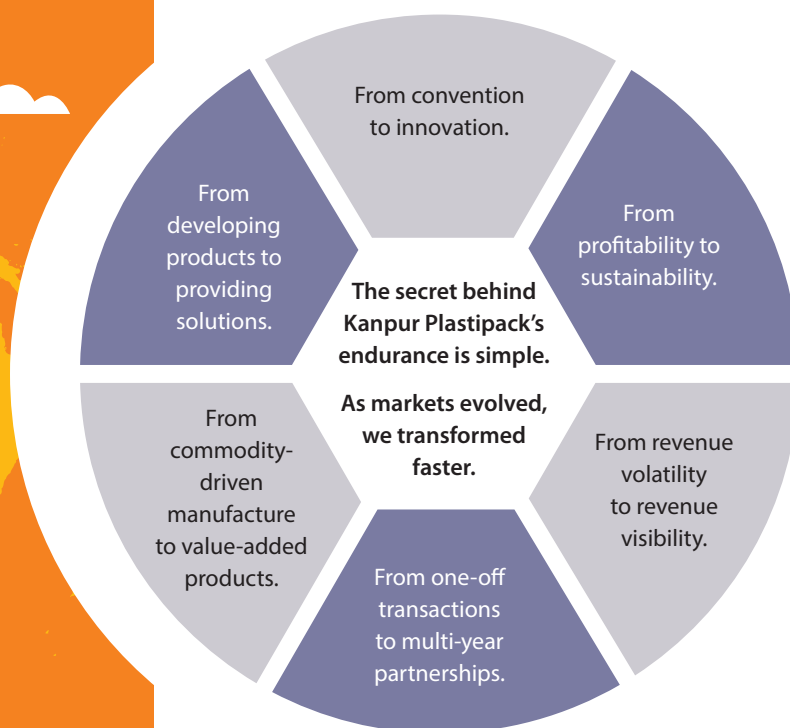 From convention
to innovation.
From
profitability to
sustainability.
From revenue
volatility
to revenue
visibility.
From one-off
transactions
to multi-year
partnerships.
From
commodity-
driven
manufacture
to value-added
products.
From
developing
products to
providing
solutions.
The secret behind
Kanpur Plastipack’s
endurance is simple.
As markets evolved,
we transformed
faster.